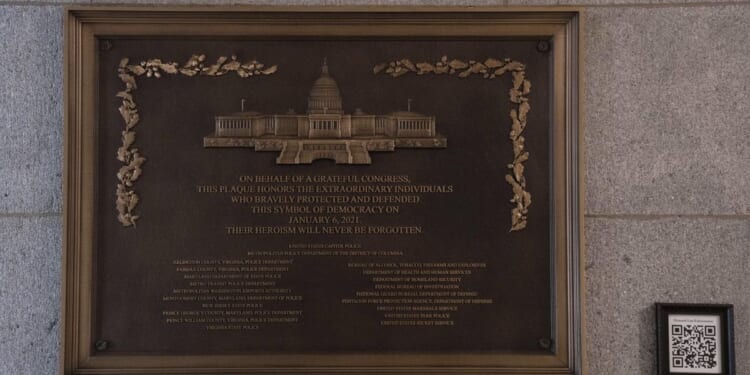 ON BEHALF OF A GRATEFUL CONGRESS,
THIS PLAQUE HONORS THE EXTRAORDINARY INDIVIDUALS
WHO BRAVELY PROTECTED AND DEFENDED
THIS SYMBOL OF DEMOCRACY ON
JANUARY 6, 2021.
THEIR HEROISM WILL NEVER BE FORGOTTEN.
UNITED STATES CAPITOL POLICE
METROPOLITAN POLICE DEPARTMENT OF THE DISTRICT OF COLUMBIA
ARLINGTON COUNTY, VIRGINIA, POLICE DEPARTMENT
FAIRFAX COUNTY, VIRGINIA, POLICE DEPARTMENT
MARYLAND DEPARTMENT OF STATE POLICE
METRO TRANSIT POLICE DEPARTMENT
METROPOLITAN WASHINGTON AIRPORTS AUTHORITY
MONTGOMERY COUNTY, MARYLAND, DEPARTMENT OF POLICE
NEW JERSEY STATE POLICE
PRINCE GEORGE'S COUNTY, MARYLAND, POLICE DEPARTMENT
PRINCE WILLIAM COUNTY, VIRGINIA, POLICE DEPARTMENT
VIRGINIA STATE POLICE
BUREAU OF ALCOHOL, TOBACCO, FIREARMS AND EXPLOSIVES
DEPARTMENT OF HEALTH AND HUMAN SERVICES
DEPARTMENT OF HOMELAND SECURITY
FEDERAL BUREAU OF INVESTIGATION
NATIONAL GUARD BUREAU, DEPARTMENT OF DEFENSE
PENTAGON FORCE PROTECTION AGENCY, DEPARTMENT OF DEFENSE
UNITED STATES MARSHALS SERVICE
UNITED STATES PARK POLICE
UNITED STATES SECRET SERVICE